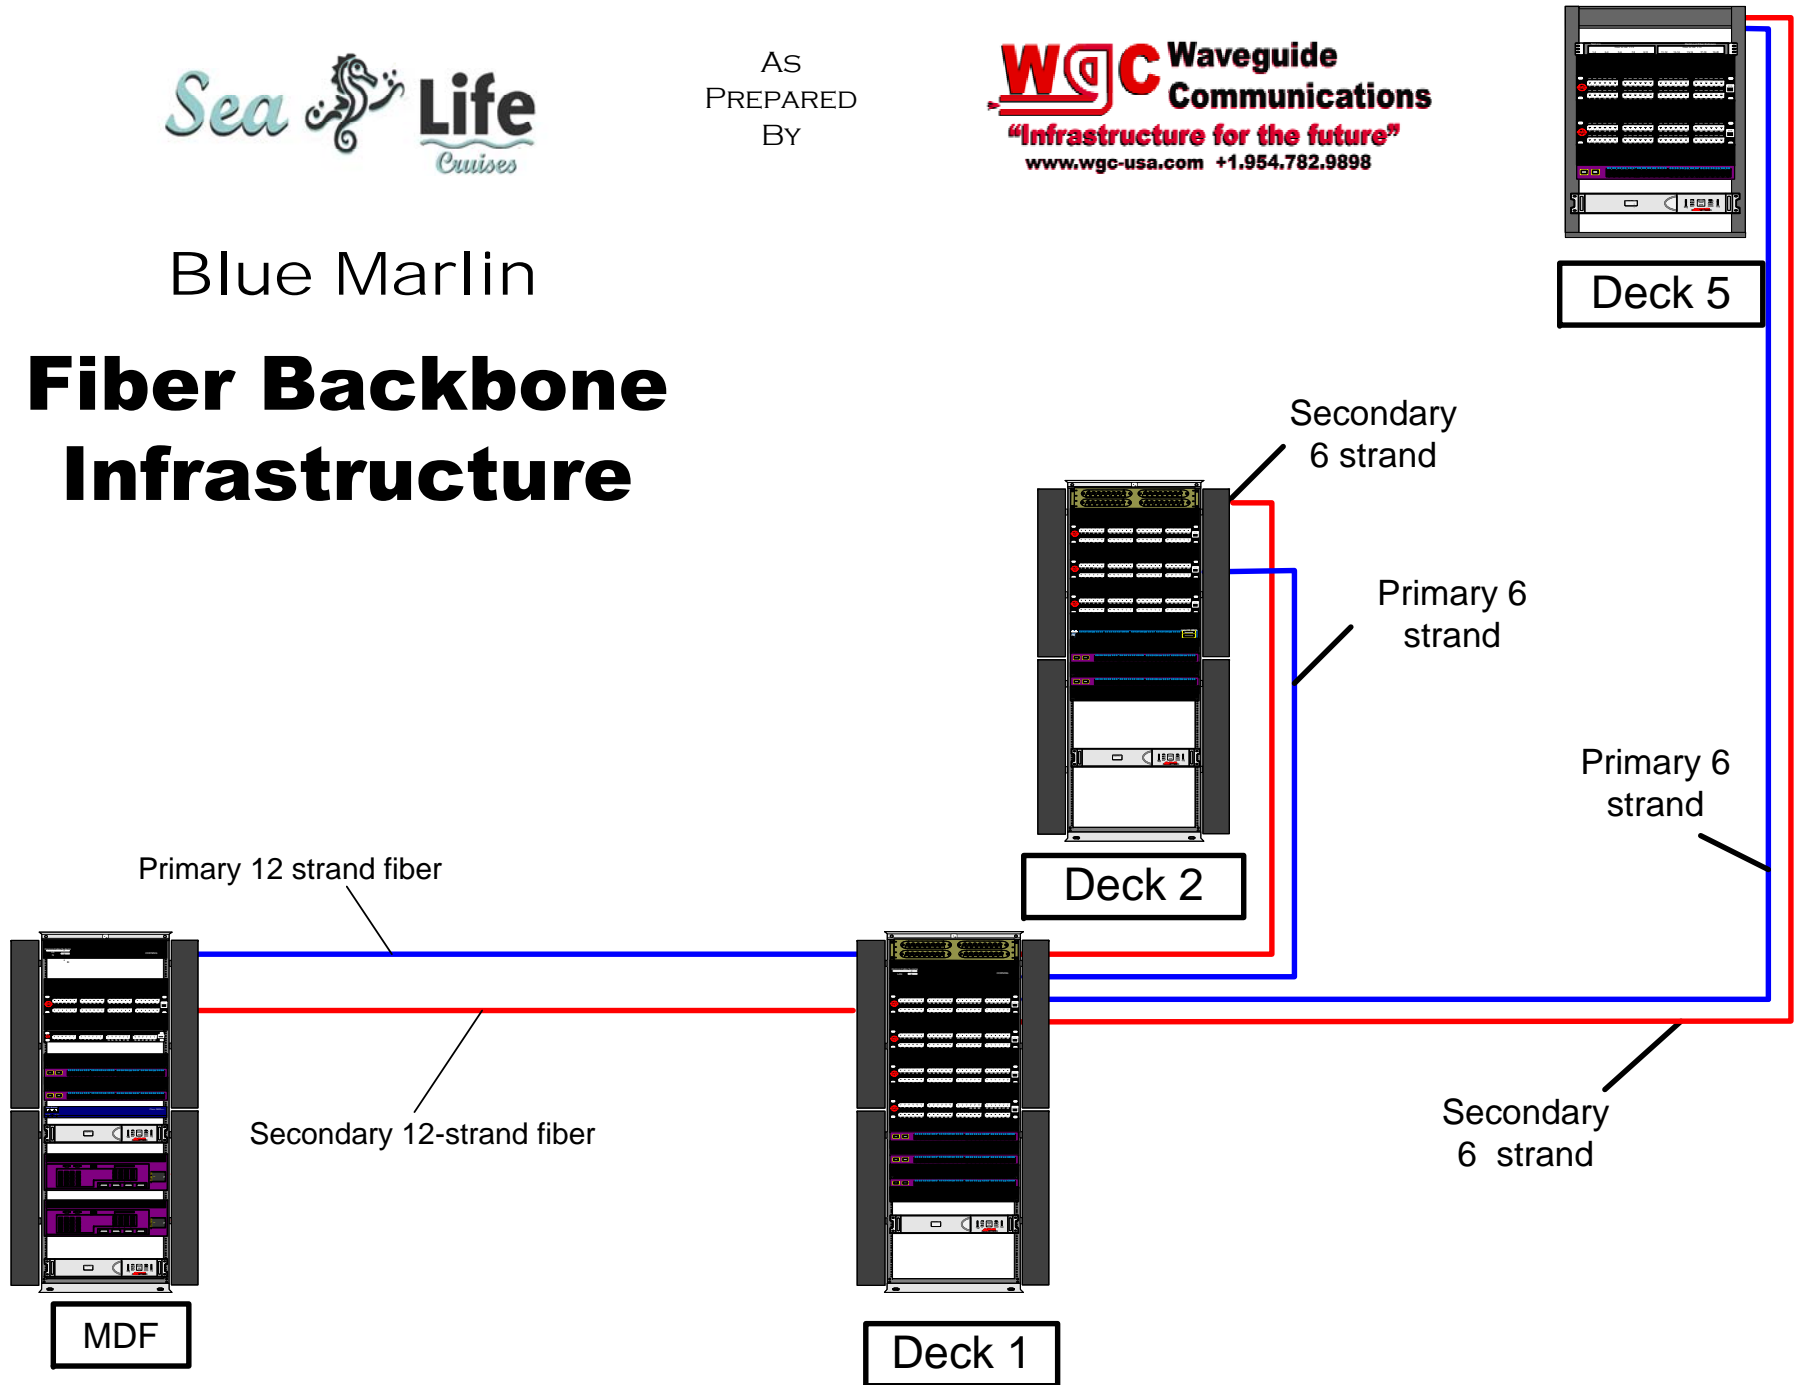 Sea Life
Cruises
AS
PREPARED
BY
WGC Waveguide
Communications
“Infrastructure for the future”
www.wgc-usa.com +1.954.782.9898
Blue Marlin
Fiber Backbone
Infrastructure
Deck 5
Secondary
6 strand
Primary 6
strand
Primary 6
strand
Deck 2
Primary 12 strand fiber
Secondary 12-strand fiber
Secondary
6 strand
MDF
Deck 1